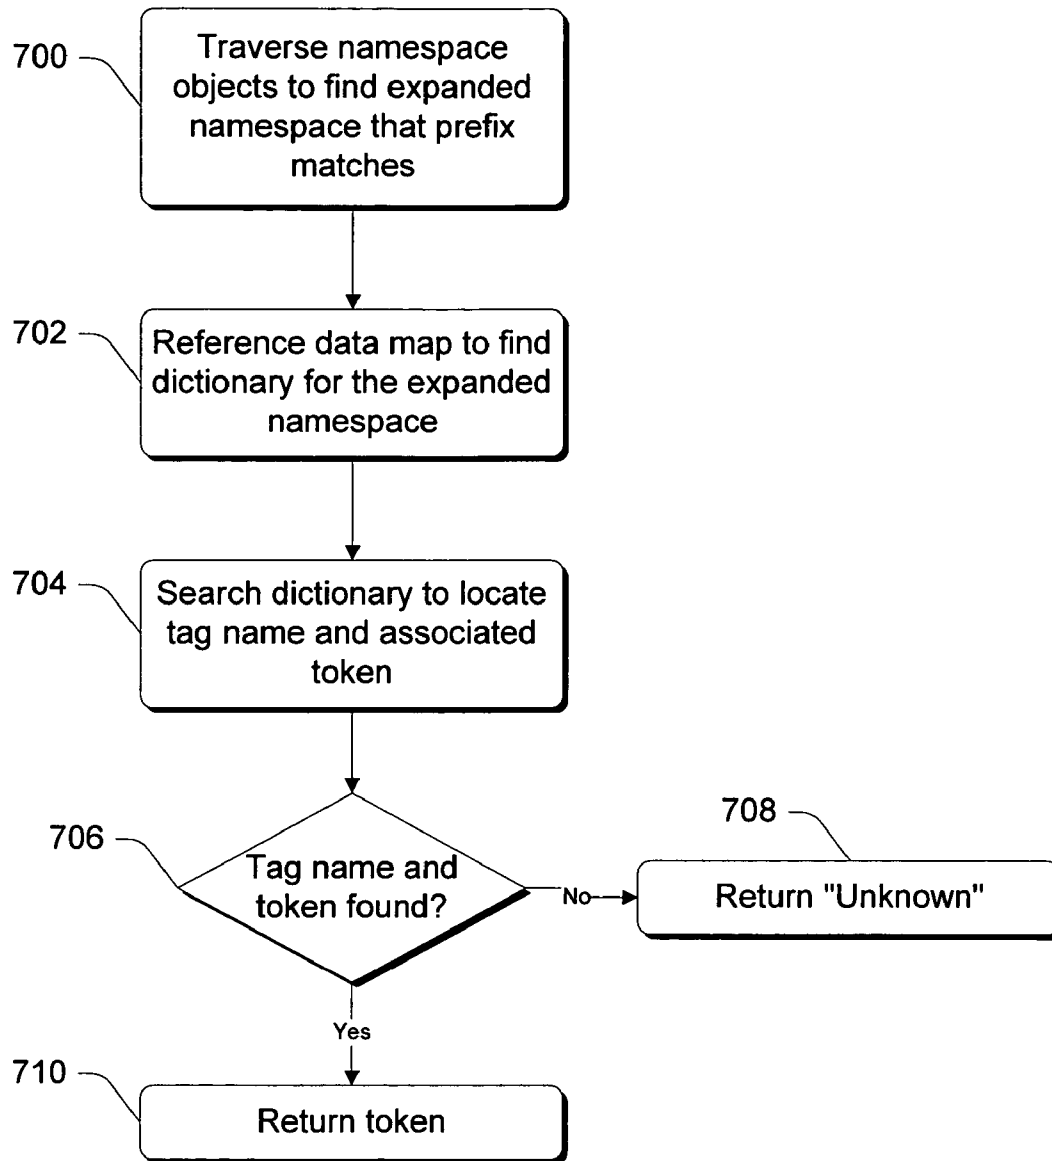 700
Traverse namespace
objects to find expanded
namespace that prefix
matches
702
Reference data map to find
dictionary for the expanded
namespace
704
Search dictionary to locate
tag name and associated
token
706
Tag name and
token found?
No
708
Return "Unknown"
Yes
710
Return token